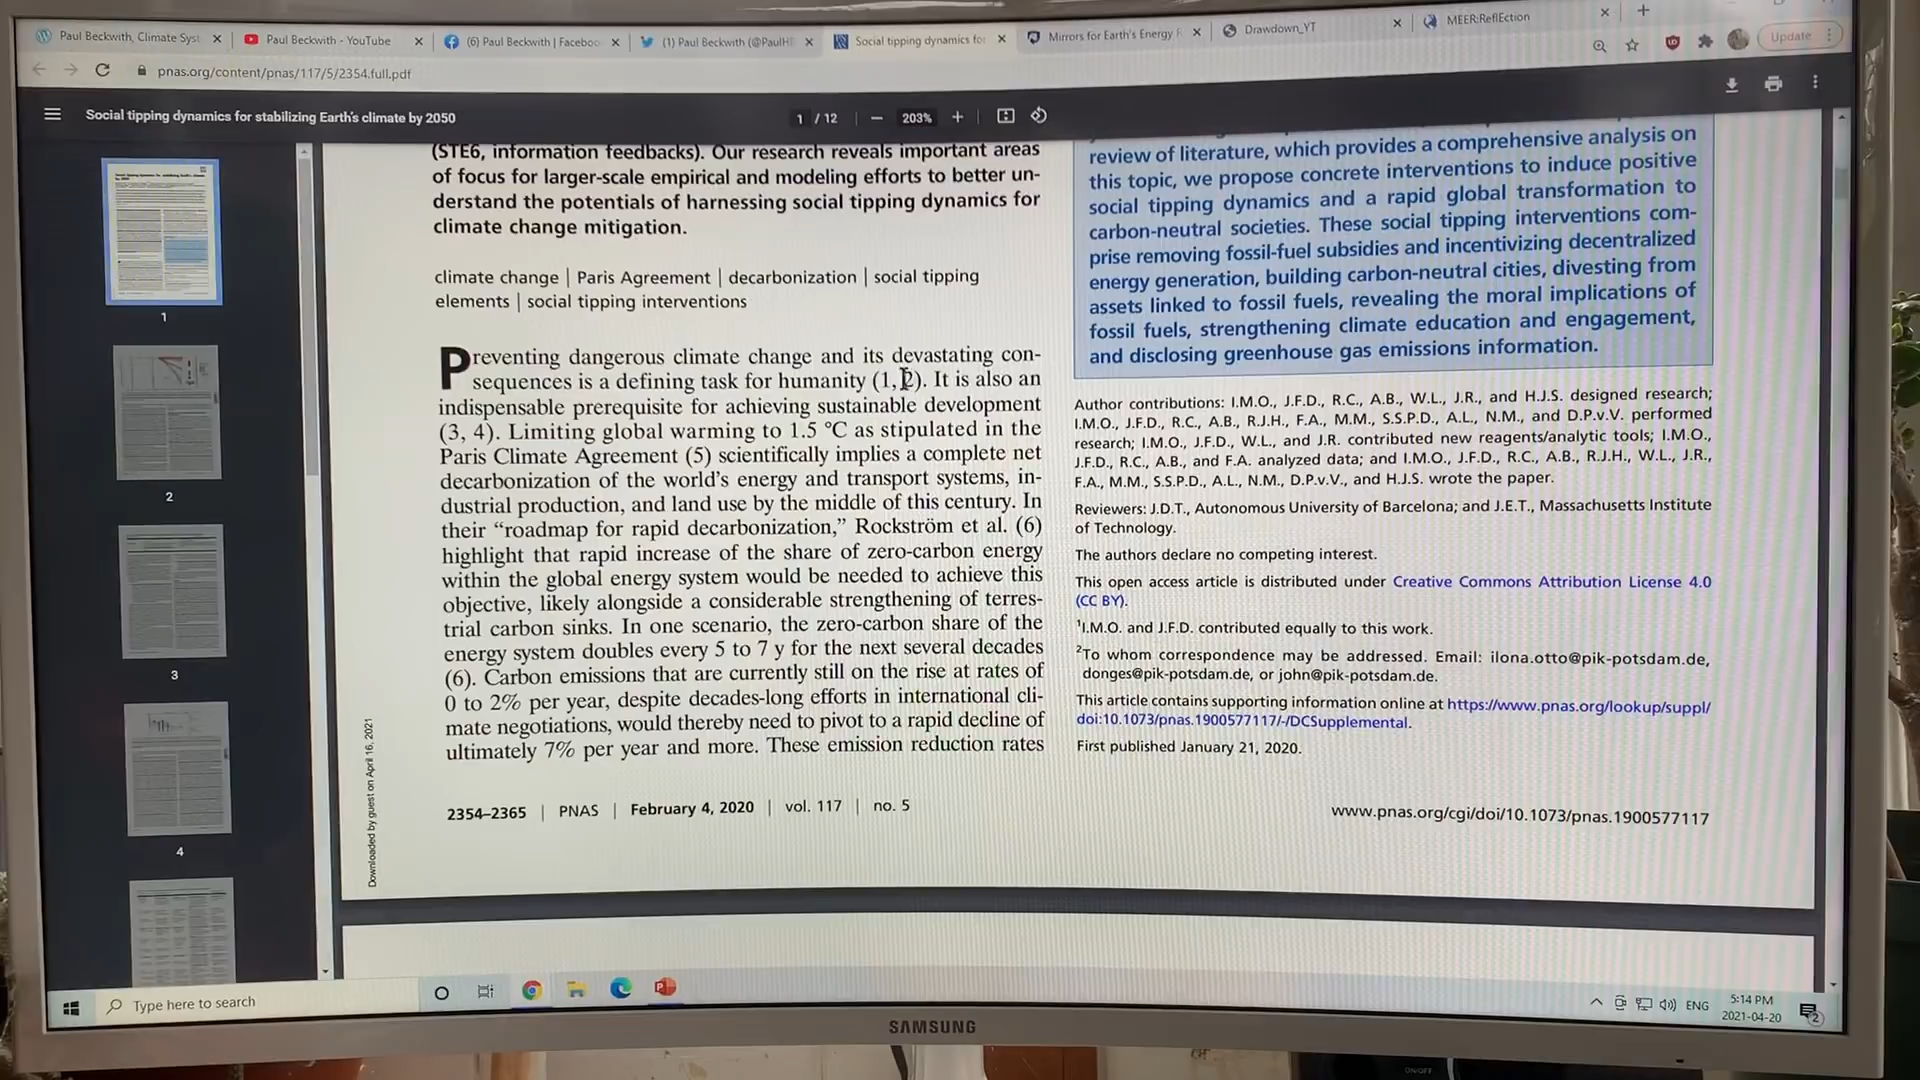 Paul Beckwith, Climate Syst
Paul Beckwith - YouTube
(6) Paul Beckwith | Faceboo
(1) Paul Beckwith (@PaulH
Social tipping dynamics fo
Mirrors for Earth's Energy
Drawdown_YT
MEER:ReflEction
pnas.org/content/pnas/117/5/2354.full.pdf
Update
Social tipping dynamics for stabilizing Earth's climate by 2050
1 / 12
203%
1
2
3
4
(STE6, information feedbacks). Our research reveals important areas
of focus for larger-scale empirical and modeling efforts to better un-
derstand the potentials of harnessing social tipping dynamics for
climate change mitigation.
climate change | Paris Agreement | decarbonization | social tipping
elements | social tipping interventions
Preventing dangerous climate change and its devastating con-
sequences is a defining task for humanity (1, 2). It is also an
indispensable prerequisite for achieving sustainable development
(3, 4). Limiting global warming to 1.5 °C as stipulated in the
Paris Climate Agreement (5) scientifically implies a complete net
decarbonization of the world's energy and transport systems, in-
dustrial production, and land use by the middle of this century. In
their "roadmap for rapid decarbonization," Rockström et al. (6)
highlight that rapid increase of the share of zero-carbon energy
within the global energy system would be needed to achieve this
objective, likely alongside a considerable strengthening of terres-
trial carbon sinks. In one scenario, the zero-carbon share of the
energy system doubles every 5 to 7 y for the next several decades
(6). Carbon emissions that are currently still on the rise at rates of
0 to 2% per year, despite decades-long efforts in international cli-
mate negotiations, would thereby need to pivot to a rapid decline of
ultimately 7% per year and more. These emission reduction rates
review of literature, which provides a comprehensive analysis on
this topic, we propose concrete interventions to induce positive
social tipping dynamics and a rapid global transformation to
carbon-neutral societies. These social tipping interventions com-
prise removing fossil-fuel subsidies and incentivizing decentralized
energy generation, building carbon-neutral cities, divesting from
assets linked to fossil fuels, revealing the moral implications of
fossil fuels, strengthening climate education and engagement,
and disclosing greenhouse gas emissions information.
Author contributions: I.M.O., J.F.D., R.C., A.B., W.L., J.R., and H.J.S. designed research;
I.M.O., J.F.D., R.C., A.B., R.J.H., F.A., M.M., S.S.P.D., A.L., N.M., and D.P.v.V. performed
research; I.M.O., J.F.D., W.L., and J.R. contributed new reagents/analytic tools; I.M.O.,
J.F.D., R.C., A.B., and F.A. analyzed data; and I.M.O., J.F.D., R.C., A.B., R.J.H., W.L., J.R.,
F.A., M.M., S.S.P.D., A.L., N.M., D.P.v.V., and H.J.S. wrote the paper.
Reviewers: J.D.T., Autonomous University of Barcelona; and J.E.T., Massachusetts Institute
of Technology.
The authors declare no competing interest.
This open access article is distributed under Creative Commons Attribution License 4.0
(CC BY).
1I.M.O. and J.F.D. contributed equally to this work.
2To whom correspondence may be addressed. Email: ilona.otto@pik-potsdam.de,
donges@pik-potsdam.de, or john@pik-potsdam.de.
This article contains supporting information online at https://www.pnas.org/lookup/suppl/
doi:10.1073/pnas.1900577117/-/DCSupplemental.
First published January 21, 2020.
Downloaded by guest on April 16, 2021
2354–2365 | PNAS | February 4, 2020 | vol. 117 | no. 5
www.pnas.org/cgi/doi/10.1073/pnas.1900577117
Type here to search
ENG
5:14 PM
2021-04-20
2
SAMSUNG
ON/OFF